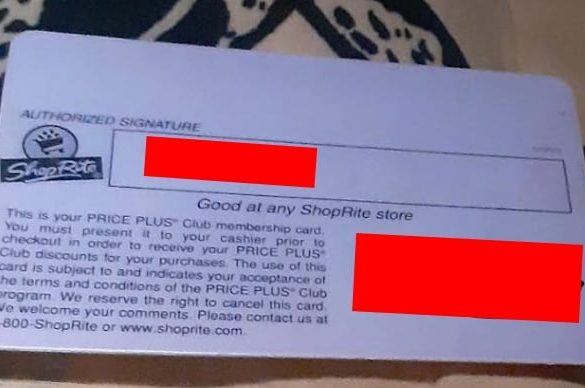 AUTHORIZED SIGNATURE
ShopRite
Good at any ShopRite store
This is your PRICE PLUS® Club membership card.
You must present it to your cashier prior to
checkout in order to receive your PRICE PLUS®
Club discounts for your purchases. The use of this
card is subject to and indicates your acceptance of
he terms and conditions of the PRICE PLUS® Club
rogram. We reserve the right to cancel this card.
We welcome your comments. Please contact us at
-800-ShopRite or www.shoprite.com.